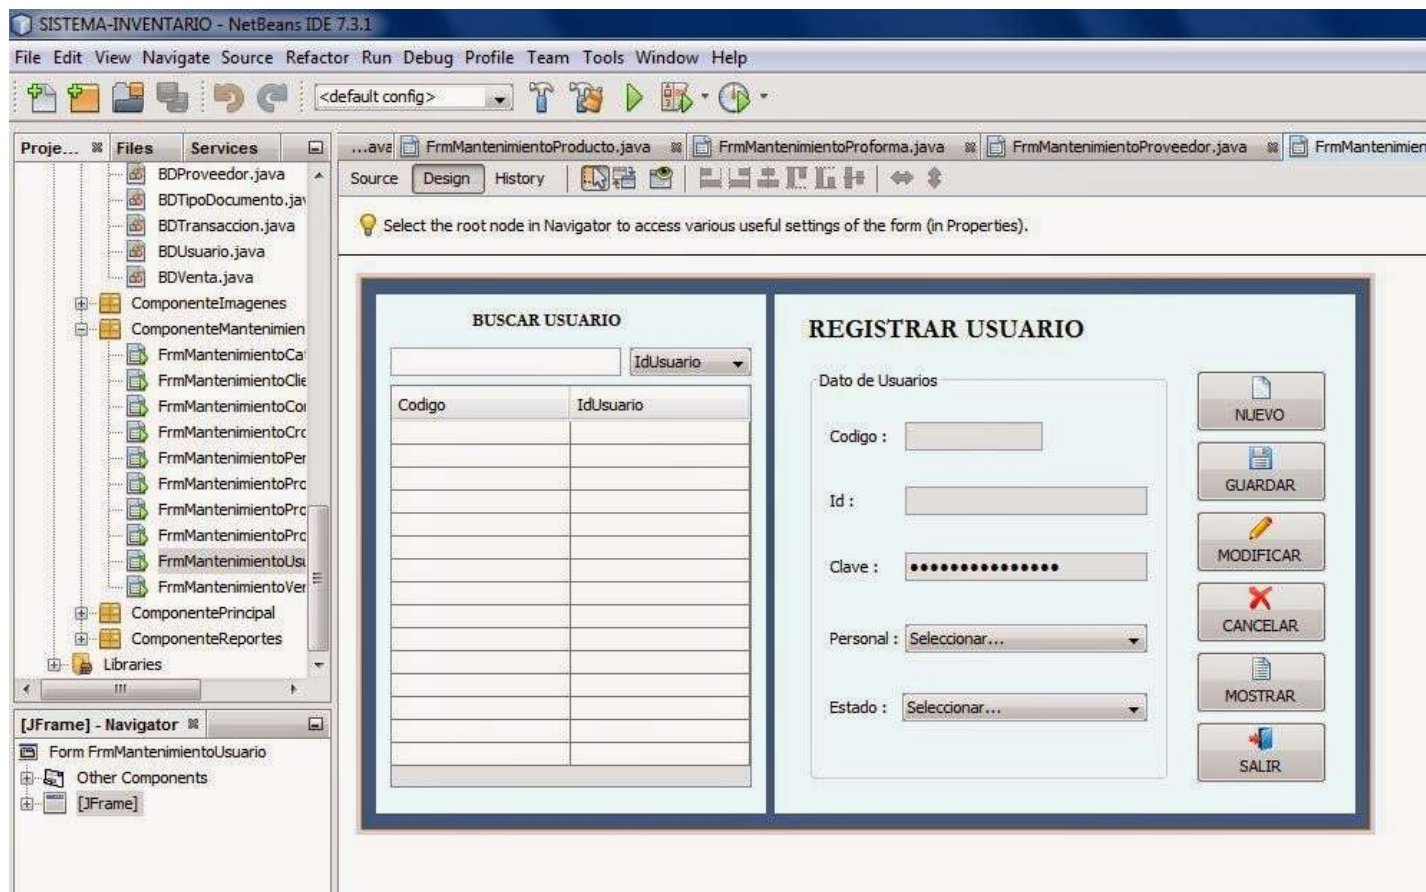 SISTEMA-INVENTARIO - NetBeans IDE 7.3.1
File Edit View Navigate Source Refactor Run Debug Profile Team Tools Window Help
<default config>
Proje... Files Services
BDProveedor.java
BDTipoDocumento.jav
BDTransaccion.java
BDUsuario.java
BDVenta.java
ComponenteImagenes
ComponenteMantenimien
FrmMantenimientoCa
FrmMantenimientoClie
FrmMantenimientoCo
FrmMantenimientoCrc
FrmMantenimientoPer
FrmMantenimientoPrc
FrmMantenimientoPrc
FrmMantenimientoPrc
FrmMantenimientoUsu
FrmMantenimientoVer
ComponentePrincipal
ComponenteReportes
Libraries
[JFrame] - Navigator
Form FrmMantenimientoUsuario
Other Components
[JFrame]
...ava FrmMantenimientoProducto.java FrmMantenimientoProforma.java FrmMantenimientoProveedor.java FrmMantenimien
Source Design History
Select the root node in Navigator to access various useful settings of the form (in Properties).
BUSCAR USUARIO
IdUsuario
Codigo IdUsuario
REGISTRAR USUARIO
Dato de Usuarios
Codigo :
Id :
Clave : •••••••••••••••
Personal : Seleccionar...
Estado : Seleccionar...
NUEVO
GUARDAR
MODIFICAR
CANCELAR
MOSTRAR
SALIR